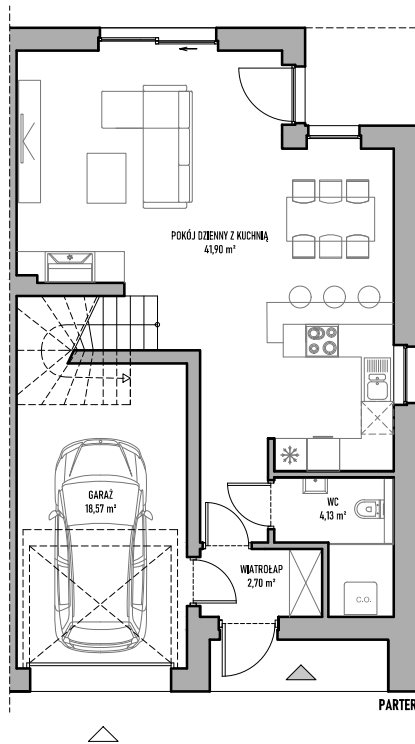 POKÓJ DZIENNY Z KUCHNIĄ
41,90 m²
GARAŻ
18,57 m²
WC
4,13 m²
WIATROŁAP
2,70 m²
C.O.
PARTER